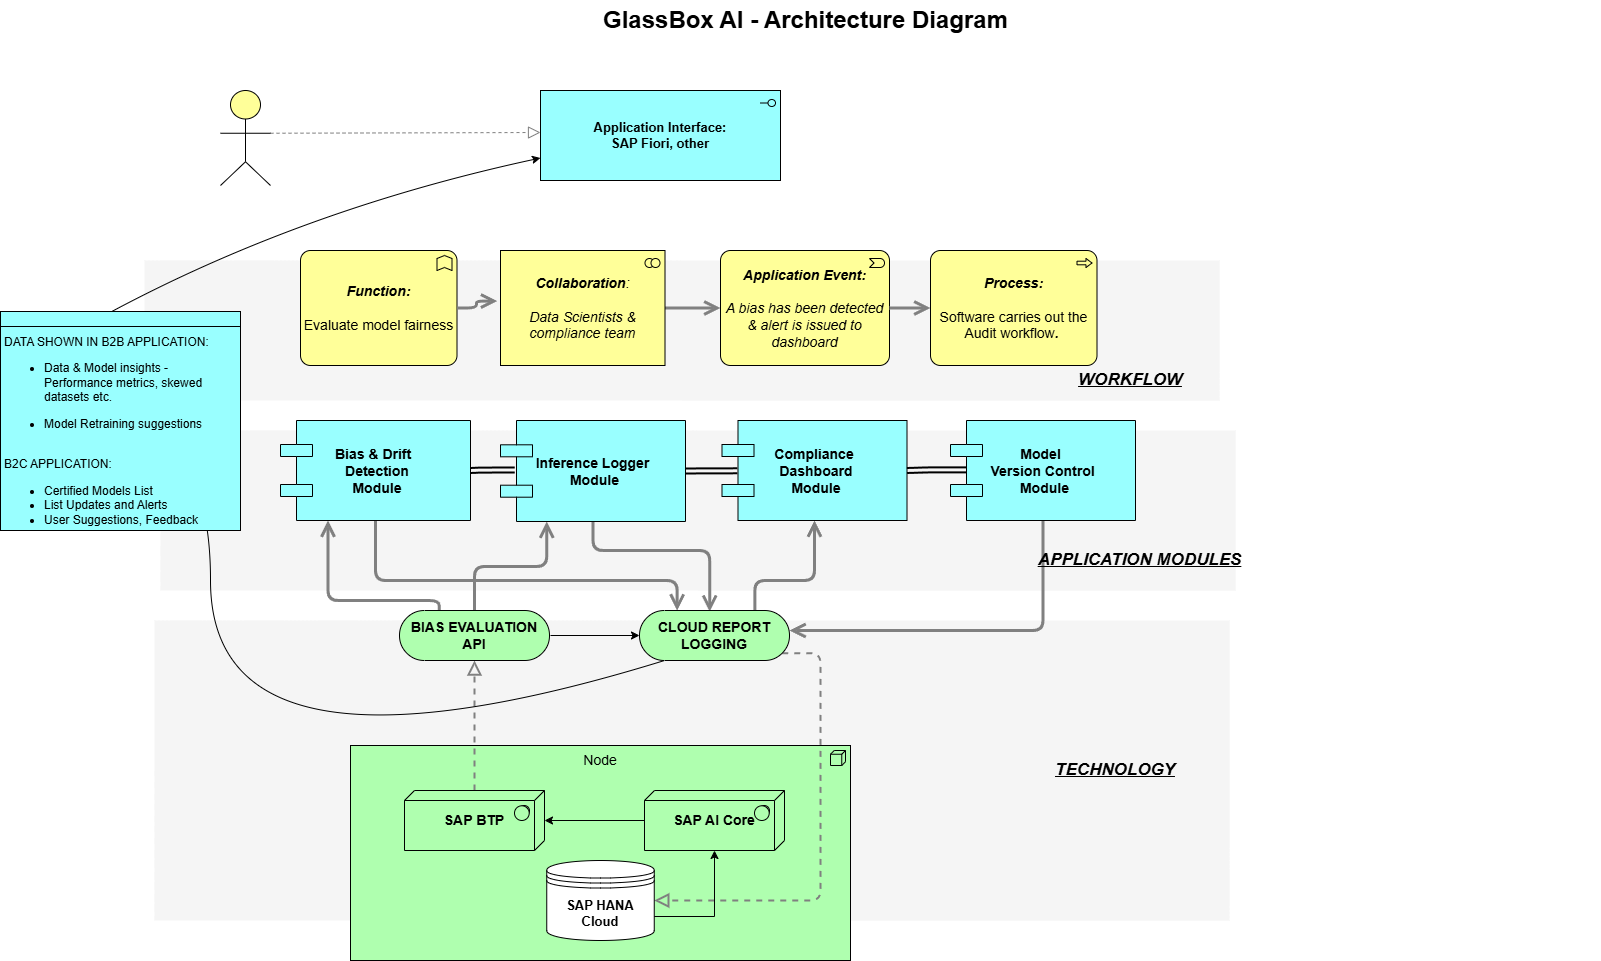 GlassBox AI - Architecture Diagram
Application Interface:
SAP Fiori, other
Function:
Evaluate model fairness
Collaboration:
Data Scientists &
compliance team
Application Event:
A bias has been detected
& alert is issued to
dashboard
Process:
Software carries out the
Audit workflow.
WORKFLOW
DATA SHOWN IN B2B APPLICATION:
• Data & Model insights -
Performance metrics, skewed
datasets etc.
• Model Retraining suggestions
B2C APPLICATION:
• Certified Models List
• List Updates and Alerts
• User Suggestions, Feedback
Bias & Drift
Detection
Module
Inference Logger
Module
Compliance
Dashboard
Module
Model
Version Control
Module
APPLICATION MODULES
BIAS EVALUATION
API
CLOUD REPORT
LOGGING
TECHNOLOGY
Node
SAP BTP
SAP AI Core
SAP HANA
Cloud